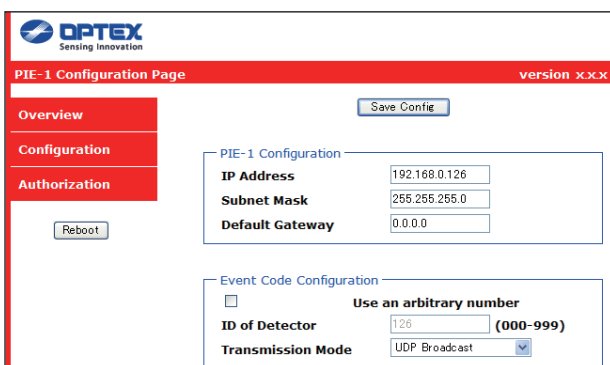 OPTEX
Sensing Innovation
PIE-1 Configuration Page version x.x.x
Overview
Configuration
Authorization
Reboot
Save Config
PIE-1 Configuration
IP Address 192.168.0.126
Subnet Mask 255.255.255.0
Default Gateway 0.0.0.0
Event Code Configuration
Use an arbitrary number
ID of Detector 126 (000-999)
Transmission Mode UDP Broadcast